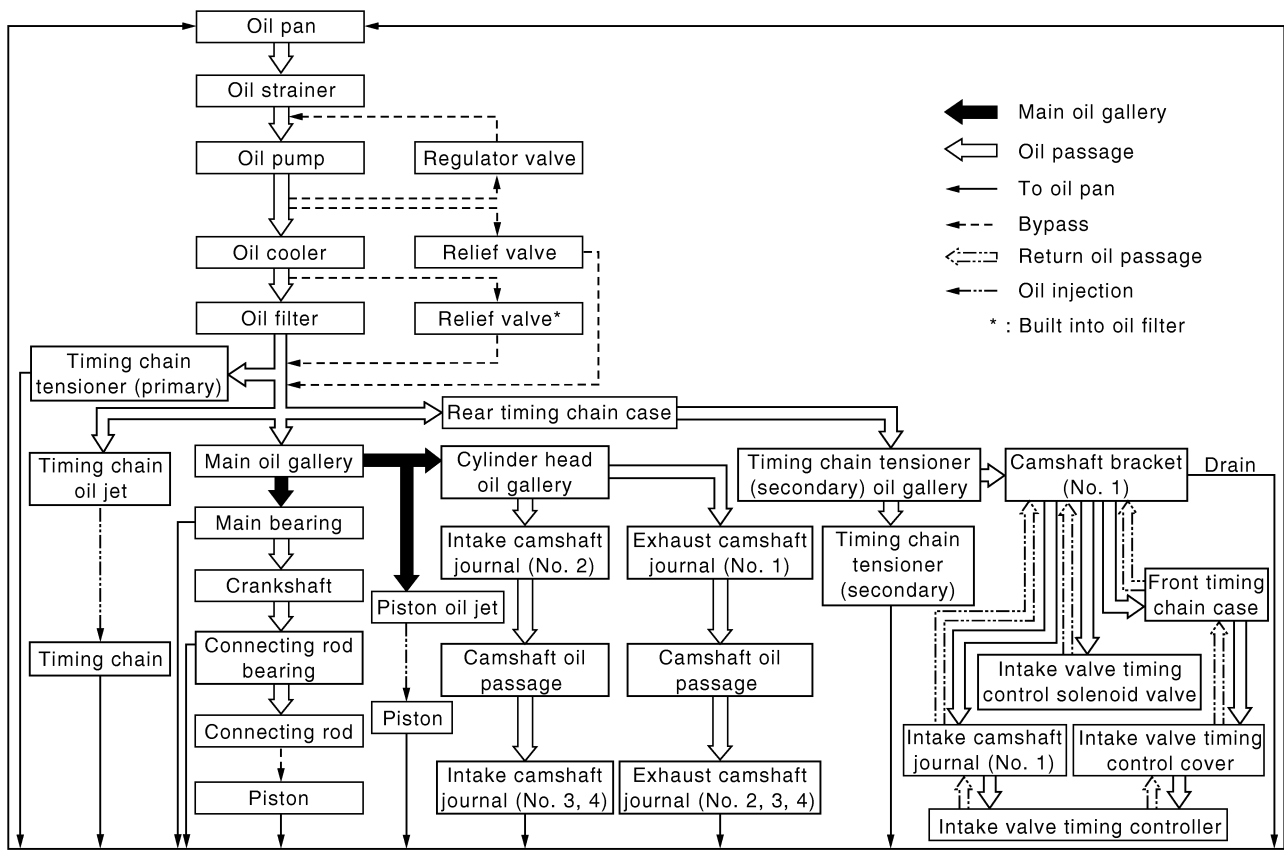 Oil pan
Oil strainer
Oil pump
Regulator valve
Oil cooler
Relief valve
Oil filter
Relief valve*
Main oil gallery
Oil passage
To oil pan
Bypass
Return oil passage
Oil injection
* : Built into oil filter
Timing chain
tensioner (primary)
Rear timing chain case
Timing chain
oil jet
Main oil gallery
Cylinder head
oil gallery
Timing chain tensioner
(secondary) oil gallery
Camshaft bracket
(No. 1)
Drain
Main bearing
Intake camshaft
journal (No. 2)
Exhaust camshaft
journal (No. 1)
Timing chain
tensioner
(secondary)
Crankshaft
Piston oil jet
Front timing
chain case
Timing chain
Connecting rod
bearing
Camshaft oil
passage
Camshaft oil
passage
Intake valve timing
control solenoid valve
Connecting rod
Piston
Intake camshaft
journal (No. 1)
Intake valve timing
control cover
Piston
Intake camshaft
journal (No. 3, 4)
Exhaust camshaft
journal (No. 2, 3, 4)
Intake valve timing controller